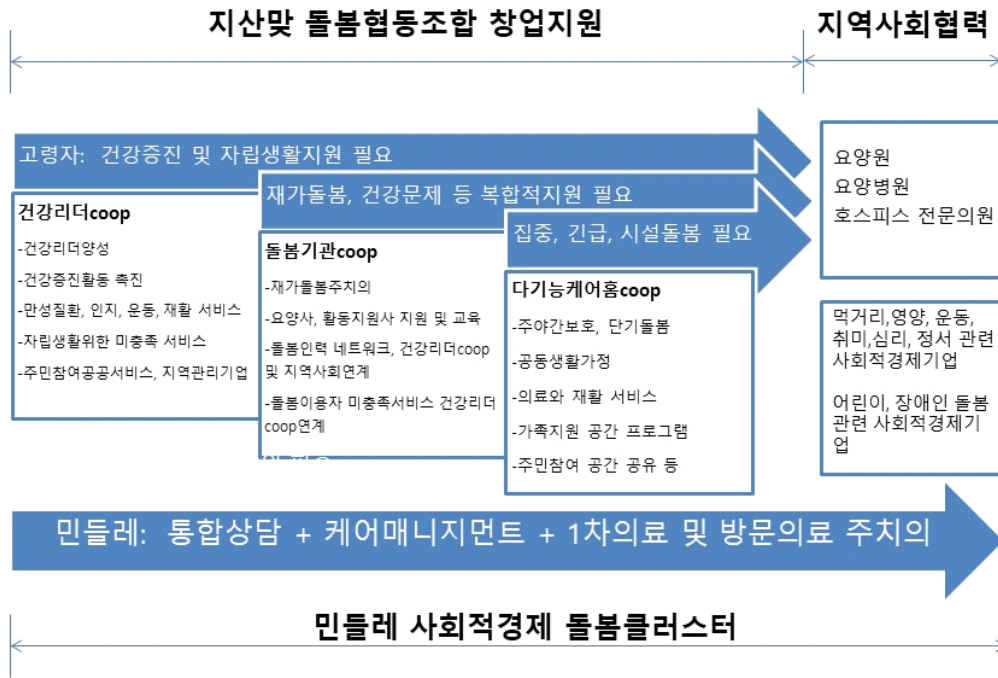 지산맞 돌봄협동조합 창업지원
지역사회협력
고령자: 건강증진 및 자립생활지원 필요
건강리더coop
-건강리더양성
-건강증진활동 촉진
-만성질환, 인지, 운동, 재활 서비스
-자립생활위한 미충족 서비스
-주민참여공공서비스, 지역관리기업
재가돌봄, 건강문제 등 복합적지원 필요
돌봄기관coop
-재가돌봄주치의
-요양사, 활동지원사 지원 및 교육
-돌봄인력 네트워크, 건강리더coop
및 지역사회연계
-돌봄이용자 미충족서비스 건강리더
coop연계
집중, 긴급, 시설돌봄 필요
다기능케어홈coop
-주야간보호, 단기돌봄
-공동생활가정
-의료와 재활 서비스
-가족지원 공간 프로그램
-주민참여 공간 공유 등
요양원
요양병원
호스피스 전문의원
먹거리,영양, 운동,
취미,심리, 정서 관련
사회적경제기업
어린이, 장애인 돌봄
관련 사회적경제기
업
민들레: 통합상담 + 케어매니지먼트 + 1차의료 및 방문의료 주치의
민들레 사회적경제 돌봄클러스터